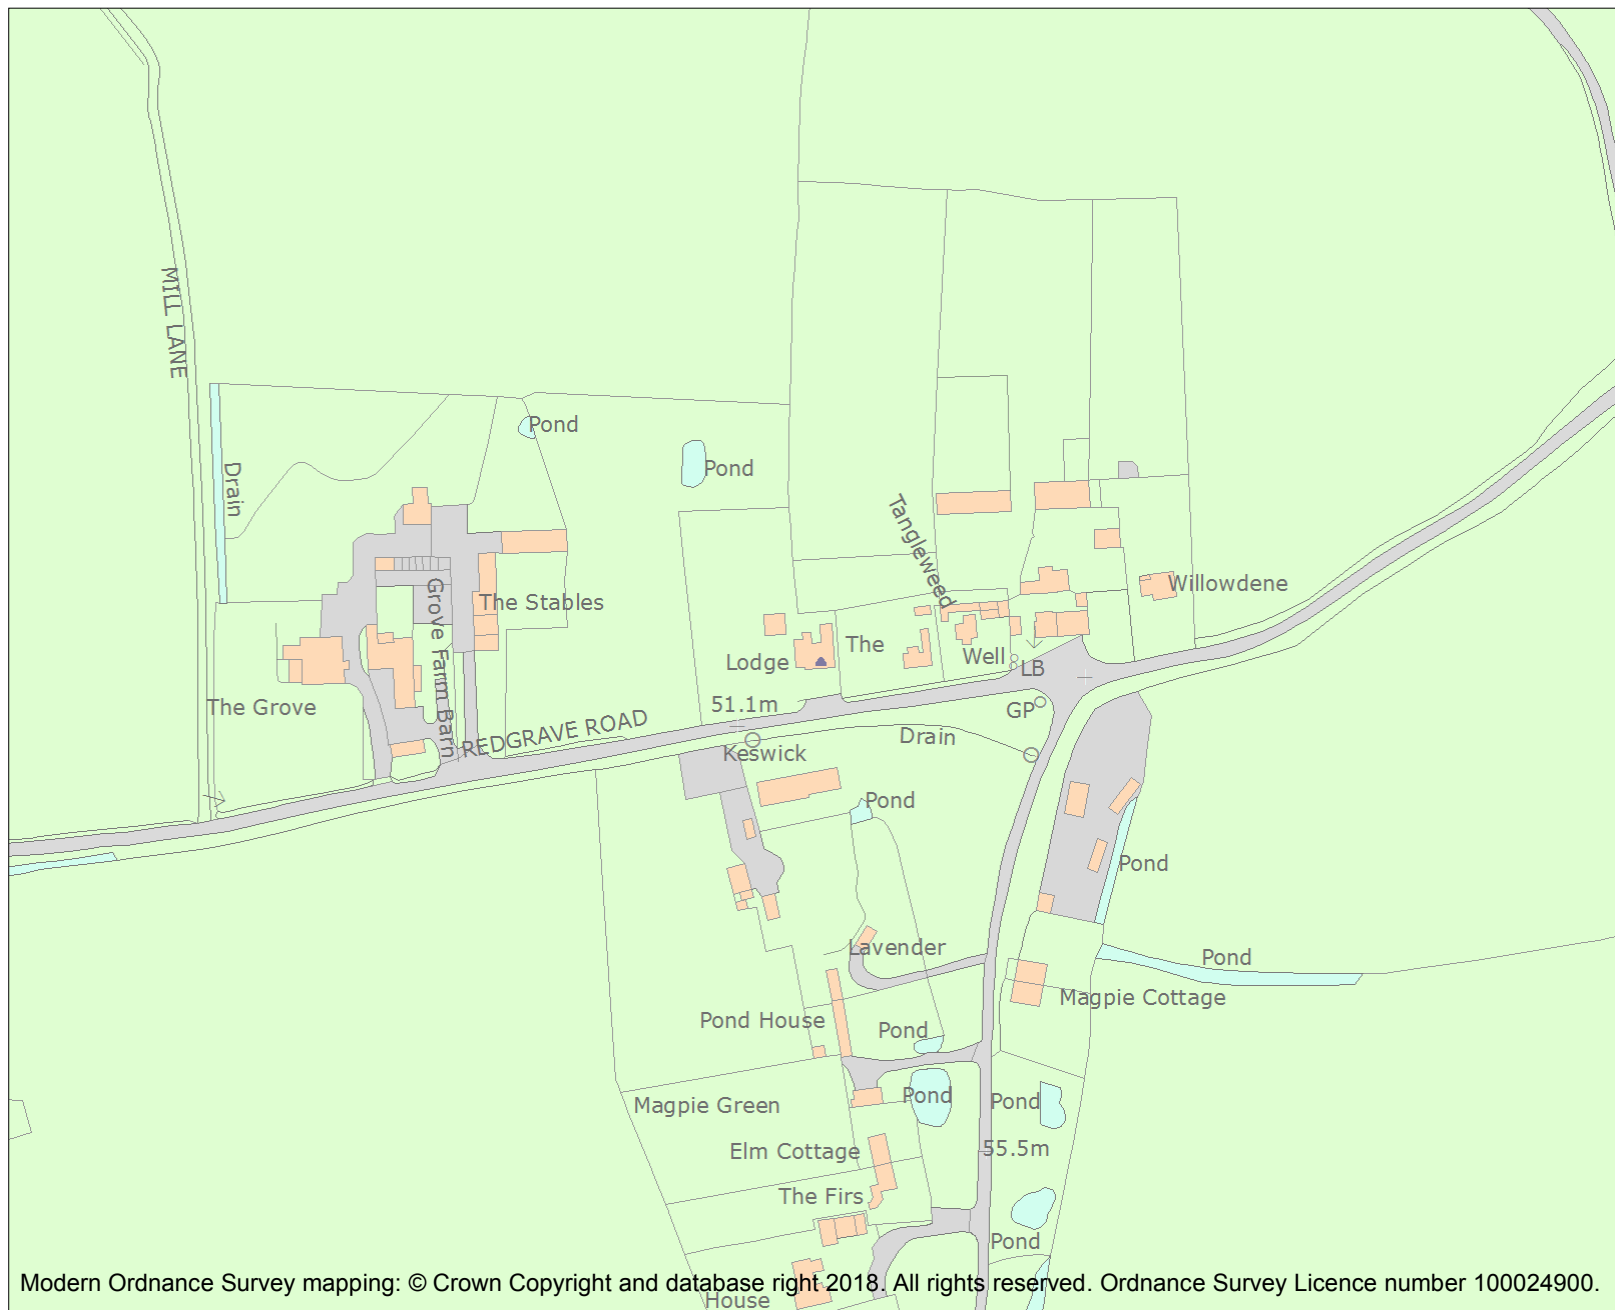 MILL LANE
Pond
Pond
Drain
Tangleweed
Grove Farm Barn
The Stables
Willowdene
The
Well
Lodge
LB
51.1m
The Grove
GP
REDGRAVE ROAD
Drain
Keswick
Pond
Pond
Lavender
Pond
Magpie Cottage
Pond House
Pond
Pond
Pond
Magpie Green
55.5m
Elm Cottage
The Firs
Pond
Modern Ordnance Survey mapping: © Crown Copyright and database right 2018. All rights reserved. Ordnance Survey Licence number 100024900.
House